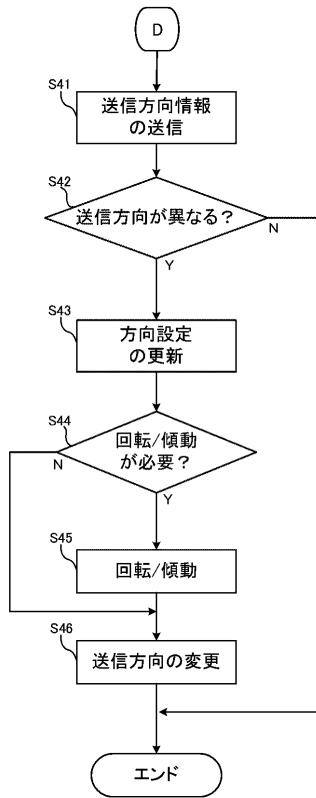 D
S41
送信方向情報
の送信
S42
送信方向が異なる？
N
Y
S43
方向設定
の更新
S44
回転/傾動
が必要？
N
Y
S45
回転/傾動
S46
送信方向の変更
エンド